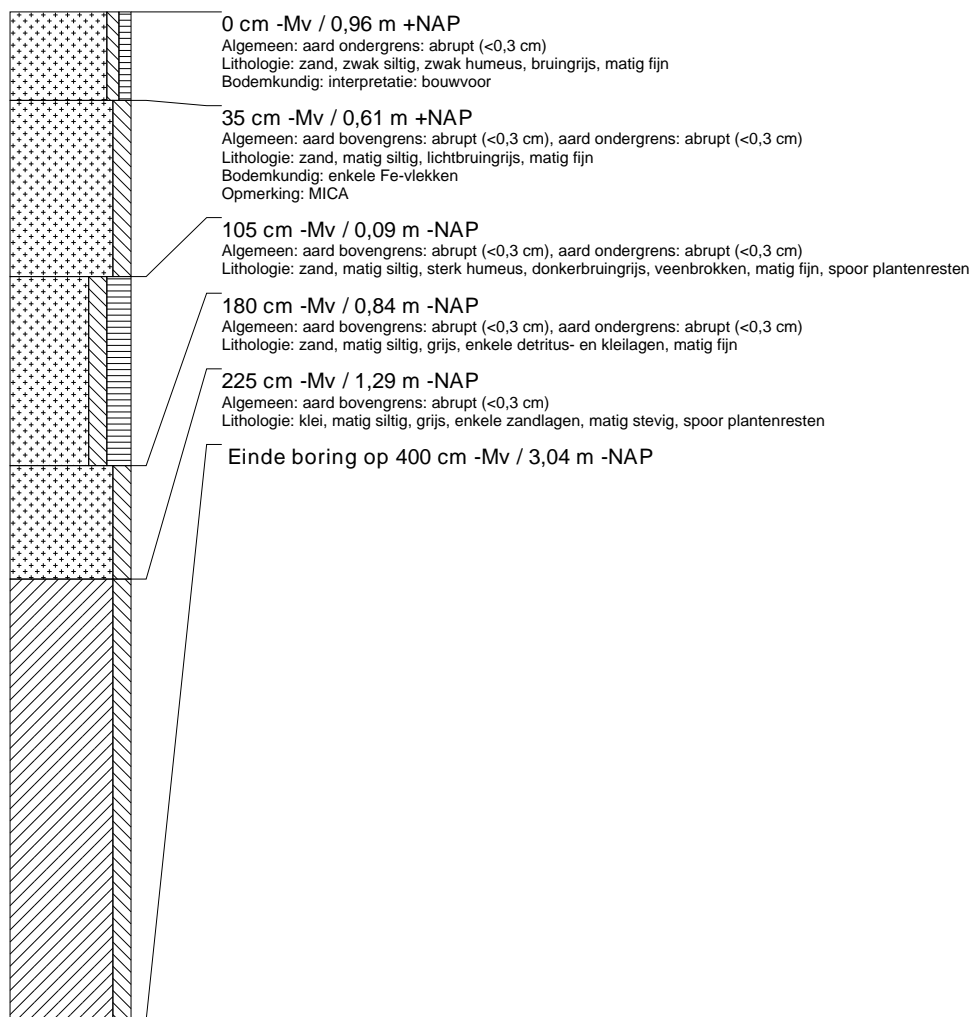 0 cm -Mv / 0,96 m +NAP
Algemeen: aard ondergrens: abrupt (<0,3 cm)
Lithologie: zand, zwak siltig, zwak humeus, bruingrijs, matig fijn
Bodemkundig: interpretatie: bouwvoor
35 cm -Mv / 0,61 m +NAP
Algemeen: aard bovengrens: abrupt (<0,3 cm), aard ondergrens: abrupt (<0,3 cm)
Lithologie: zand, matig siltig, lichtbruingrijs, matig fijn
Bodemkundig: enkele Fe-vlekken
Opmerking: MICA
105 cm -Mv / 0,09 m -NAP
Algemeen: aard bovengrens: abrupt (<0,3 cm), aard ondergrens: abrupt (<0,3 cm)
Lithologie: zand, matig siltig, sterk humeus, donkerbruingrijs, veenbrokken, matig fijn, spoor plantenresten
180 cm -Mv / 0,84 m -NAP
Algemeen: aard bovengrens: abrupt (<0,3 cm), aard ondergrens: abrupt (<0,3 cm)
Lithologie: zand, matig siltig, grijs, enkele detritus- en kleilagen, matig fijn
225 cm -Mv / 1,29 m -NAP
Algemeen: aard bovengrens: abrupt (<0,3 cm)
Lithologie: klei, matig siltig, grijs, enkele zandlagen, matig stevig, spoor plantenresten
Einde boring op 400 cm -Mv / 3,04 m -NAP